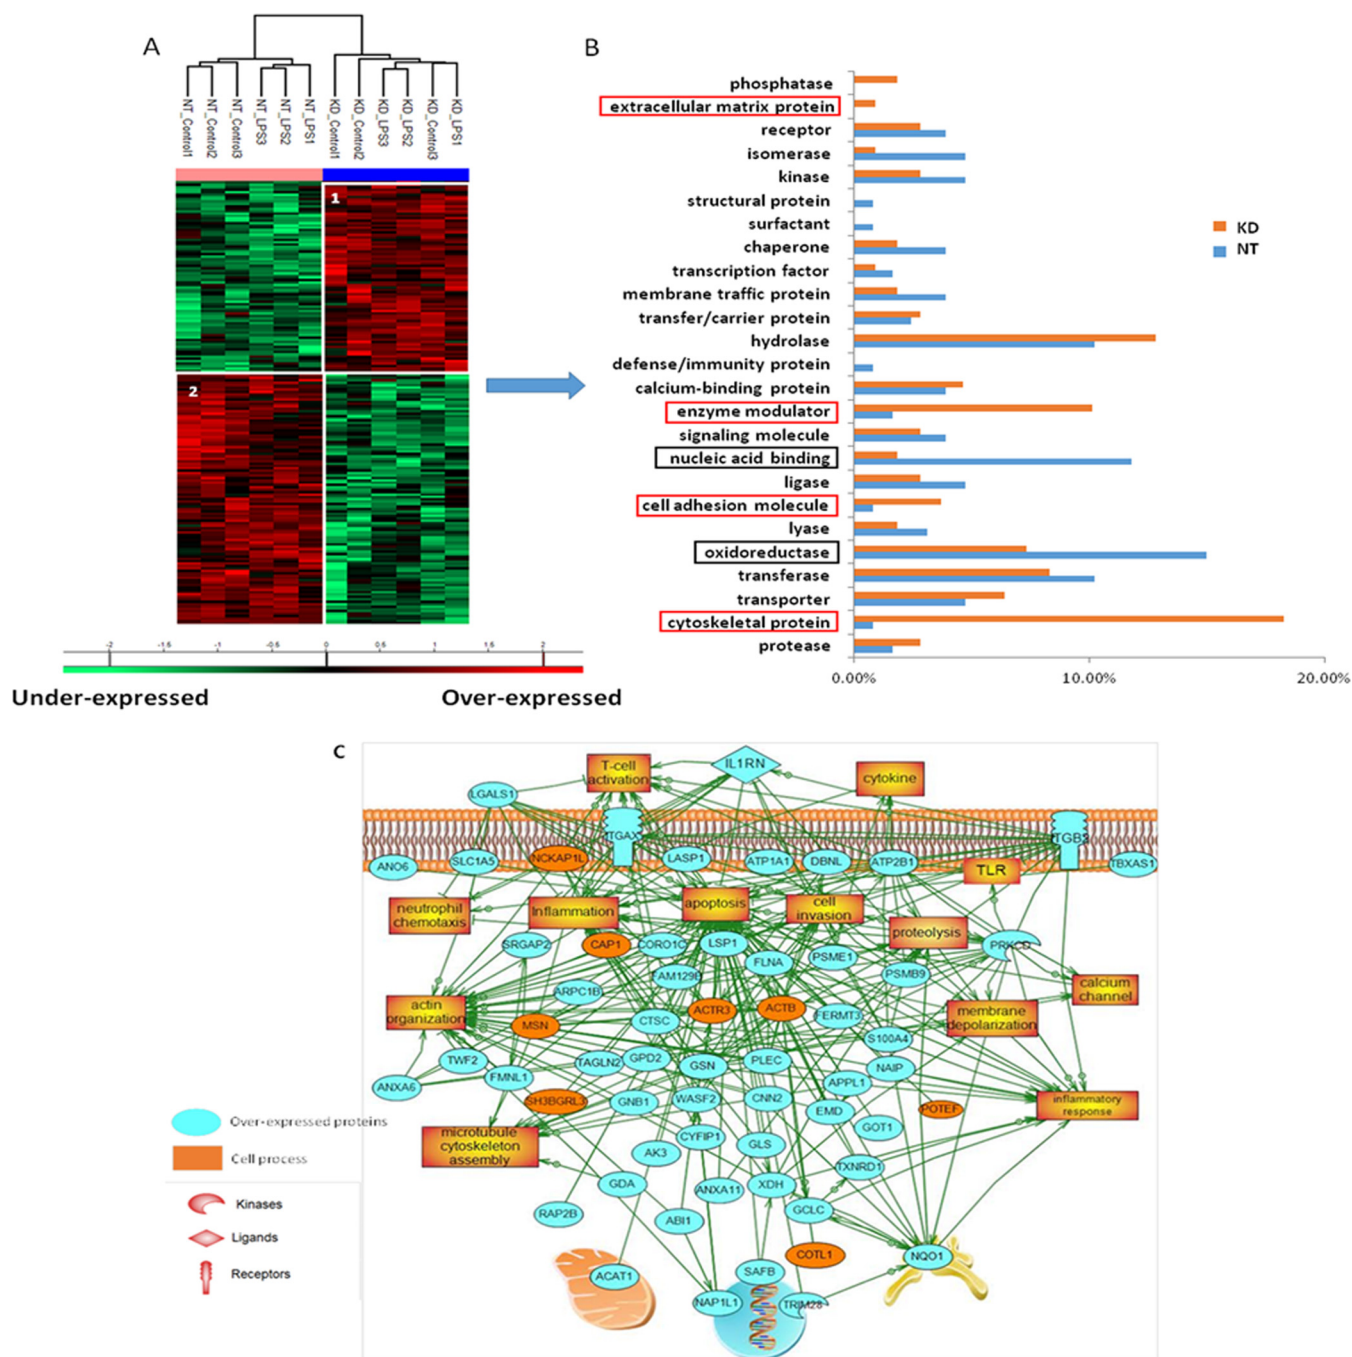 A
NT_Control1
NT_Control2
NT_Control3
NT_LPS3
NT_LPS2
NT_LPS1
KD_Control1
KD_Control2
KD_LPS3
KD_LPS2
KD_Control3
KD_LPS1
1
2
-2 -1.5 -1 0.5 0 0.5 1 1.5 2
Under-expressed
Over-expressed
B
phosphatase
extracellular matrix protein
receptor
isomerase
kinase
structural protein
surfactant
chaperone
transcription factor
membrane traffic protein
transfer/carrier protein
hydrolase
defense/immunity protein
calcium-binding protein
enzyme modulator
signaling molecule
nucleic acid binding
ligase
cell adhesion molecule
lyase
oxidoreductase
transferase
transporter
cytoskeletal protein
protease
0.00% 10.00% 20.00%
KD
NT
C
T-cell
activation
IL1RN
cytokine
LGALS1
ITGAX
ITGB2
ANO6
SLC1A5
NCKAP1L
LASP1
ATP1A1
DBNL
ATP2B1
TLR
TBXAS1
neutrophil
chemotaxis
Inflammation
apoptosis
cell
invasion
proteolysis
SRGAP2
CAP1
CORO1C
LSP1
FLNA
PSME1
PRKCD
FAM129B
PSMB9
ARPC1B
calcium
channel
actin
organization
MSN
CTSC
ACTR3
ACTB
FERMT3
membrane
depolarization
S100A4
TWF2
TAGLN2
GPD2
GSN
PLEC
NAIP
ANXA6
FMNL1
APPL1
SH3BGRL3
GNB1
WASF2
CNN2
EMD
POTEF
inflammatory
response
GOT1
microtubule
cytoskeleton
assembly
CYFIP1
GLS
AK3
TXNRD1
GDA
ANXA11
XDH
RAP2B
ABI1
GCLC
COTL1
NQO1
ACAT1
SAFB
NAP1L1
TRIM28
Over-expressed proteins
Cell process
Kinases
Ligands
Receptors